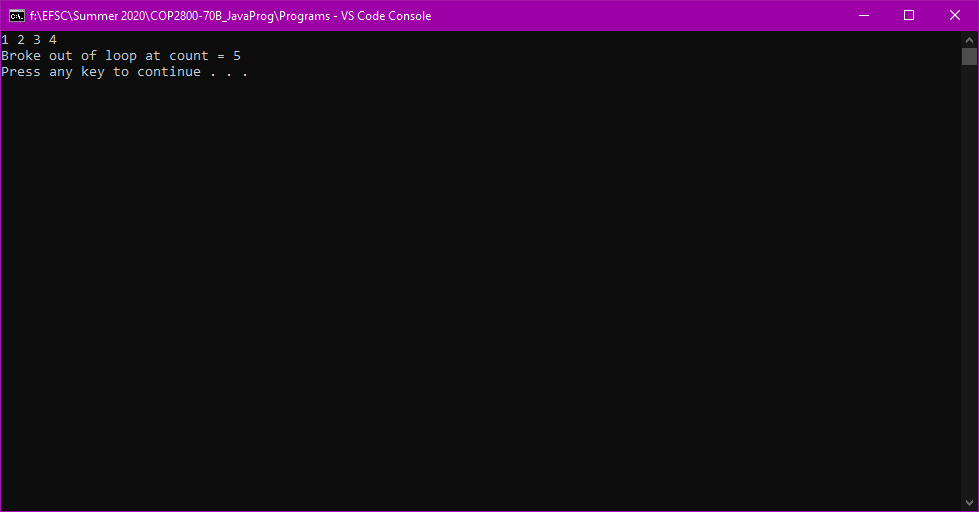 f:\EFSC\Summer 2020\COP2800-70B_JavaProg\Programs - VS Code Console
1 2 3 4
Broke out of loop at count = 5
Press any key to continue . . .